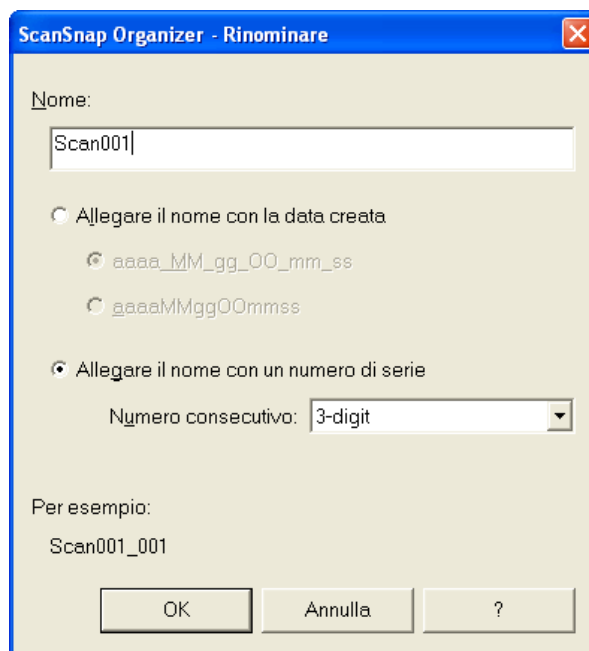 ScanSnap Organizer - Rinominare
Nome:
Scan001
Allegare il nome con la data creata
aaaa_MM_gg_OO_mm_ss
aaaaMMggOOmmss
Allegare il nome con un numero di serie
Numero consecutivo: 3-digit
Per esempio:
Scan001_001
OK Annulla ?